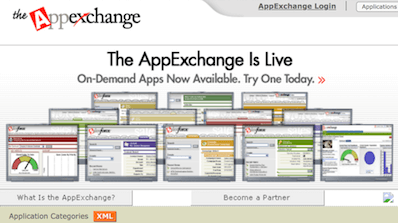 the Appexchange
AppExchange Login
Applications
The AppExchange Is Live
On-Demand Apps Now Available. Try One Today. »
What Is the AppExchange?
Become a Partner
Application Categories XML